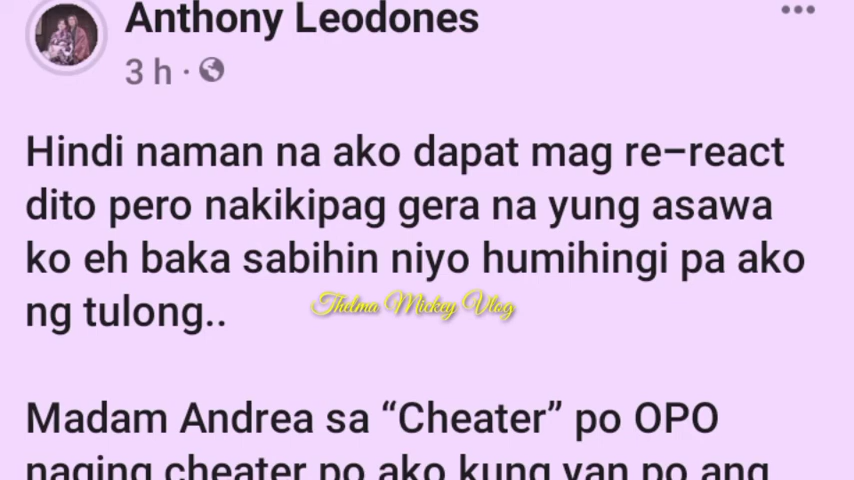 Anthony Leodones
3 h ·
Hindi naman na ako dapat mag re–react
dito pero nakikipag gera na yung asawa
ko eh baka sabihin niyo humihingi pa ako
ng tulong..
Thelma Mickey Vlog
Madam Andrea sa “Cheater” po OPO
naging cheater po ako kung yan po ang